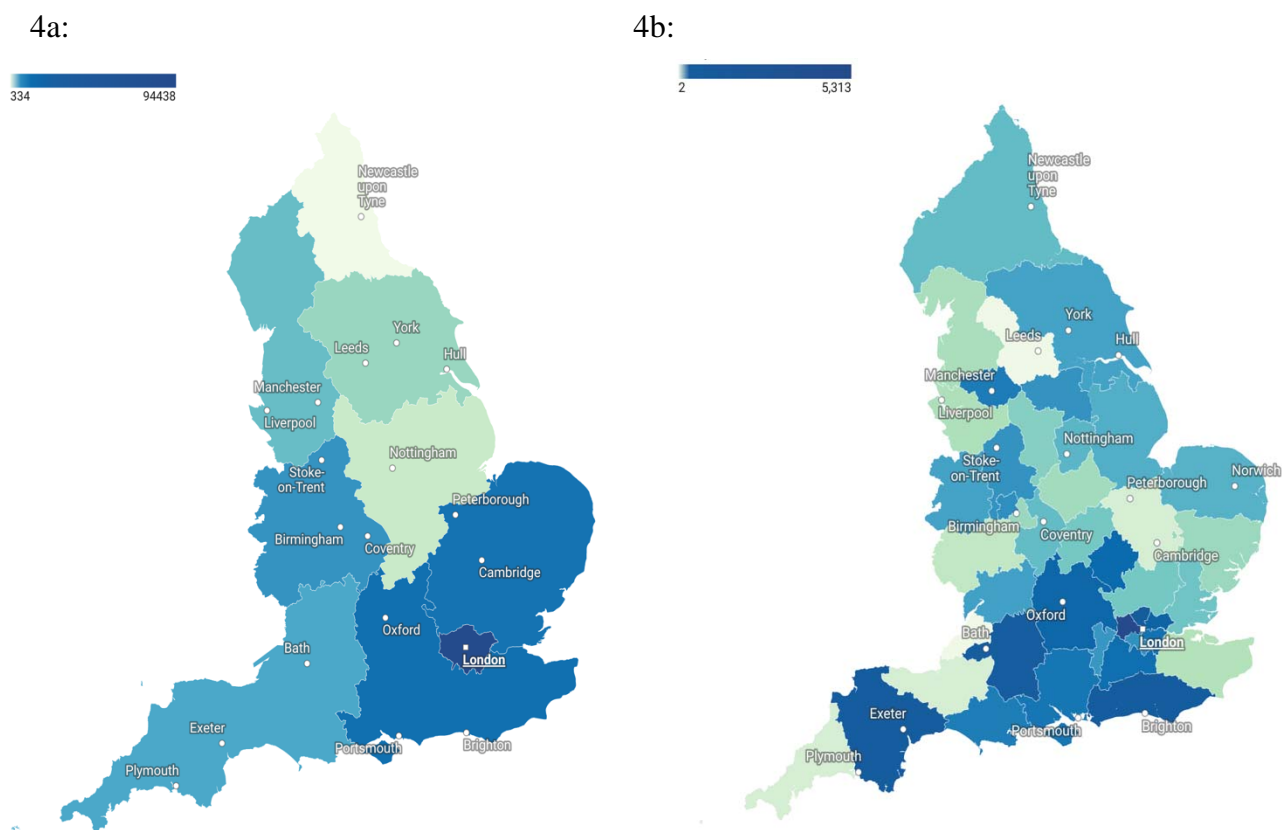 4a:
4b:
334
94438
2
5,313
Newcastle
upon
Tyne
York
Leeds
Hull
Manchester
Liverpool
Nottingham
Stoke-
on-Trent
Peterborough
Birmingham
Coventry
Cambridge
Oxford
Bath
London
Exeter
Portsmouth
Brighton
Plymouth
Newcastle
upon
Tyne
York
Leeds
Hull
Manchester
Liverpool
Nottingham
Stoke-
on-Trent
Norwich
Peterborough
Birmingham
Coventry
Cambridge
Oxford
Bath
London
Exeter
Portsmouth
Brighton
Plymouth